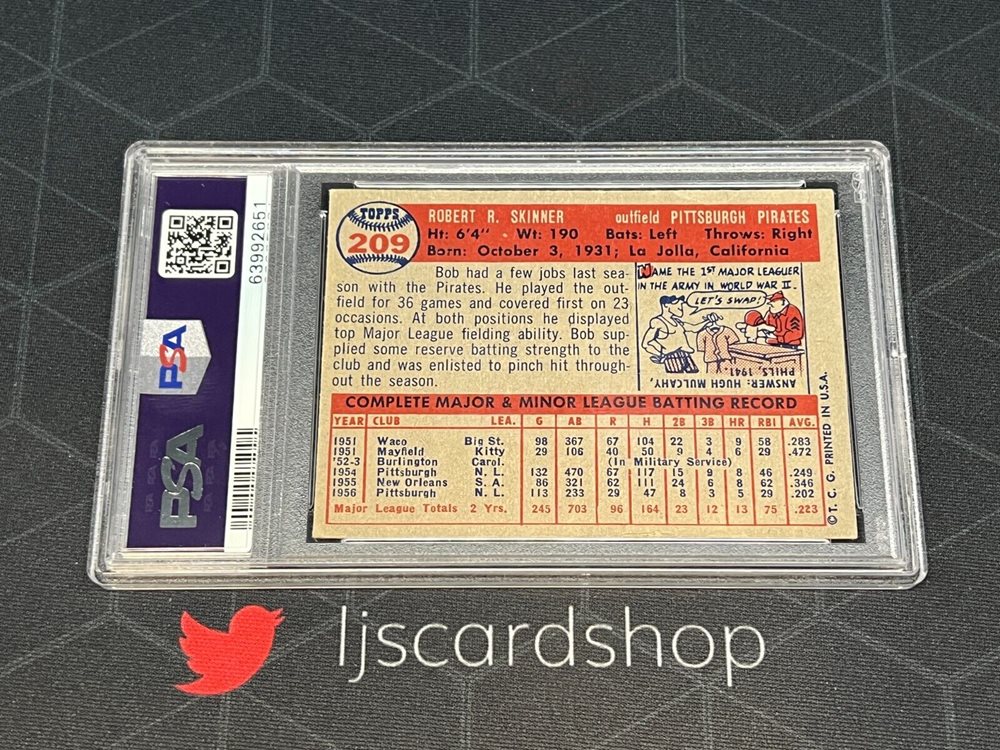 63992651
PSA
PSA
TOPPS
209
ROBERT R. SKINNER outfield PITTSBURGH PIRATES
Ht: 6'4" · Wt: 190 Bats: Left Throws: Right
Born: October 3, 1931; La Jolla, California
Bob had a few jobs last sea-
son with the Pirates. He played the out-
field for 36 games and covered first on 23
occasions. At both positions he displayed
top Major League fielding ability. Bob sup-
plied some reserve batting strength to the
club and was enlisted to pinch hit through-
out the season.
NAME THE 1ST MAJOR LEAGUER
IN THE ARMY IN WORLD WAR II.
LET'S SWAP!
ANSWER: HUGH MULCAHY,
PHILS, 1941.
COMPLETE MAJOR & MINOR LEAGUE BATTING RECORD
YEAR CLUB LEA. G AB R H 2B 3B HR RBI AVG.
1951 Waco Big St. 98 367 67 104 22 3 9 58 .283
1951 Mayfield Kitty 29 106 40 50 9 4 6 29 .472
'52-3 Burlington Carol. (In Military Service)
1954 Pittsburgh N. L. 132 470 67 117 15 9 8 46 .249
1955 New Orleans S. A. 86 321 62 111 24 6 8 62 .346
1956 Pittsburgh N. L. 113 233 29 47 8 3 5 29 .202
Major League Totals 2 Yrs. 245 703 96 164 23 12 13 75 .223
© T. C. G. PRINTED IN U.S.A.
ljscardshop